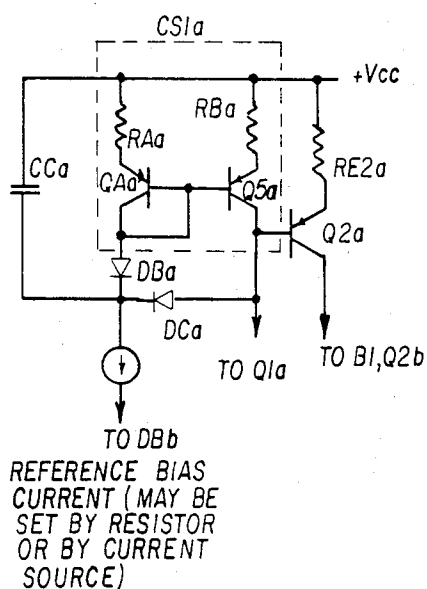 CS1a
+Vcc
RAa
RBa
CCa
RE2a
QAa
Q5a
Q2a
DBa
DCa
TO Q1a
TO B1,Q2b
TO DBb
REFERENCE BIAS
CURRENT (MAY BE
SET BY RESISTOR
OR BY CURRENT
SOURCE)